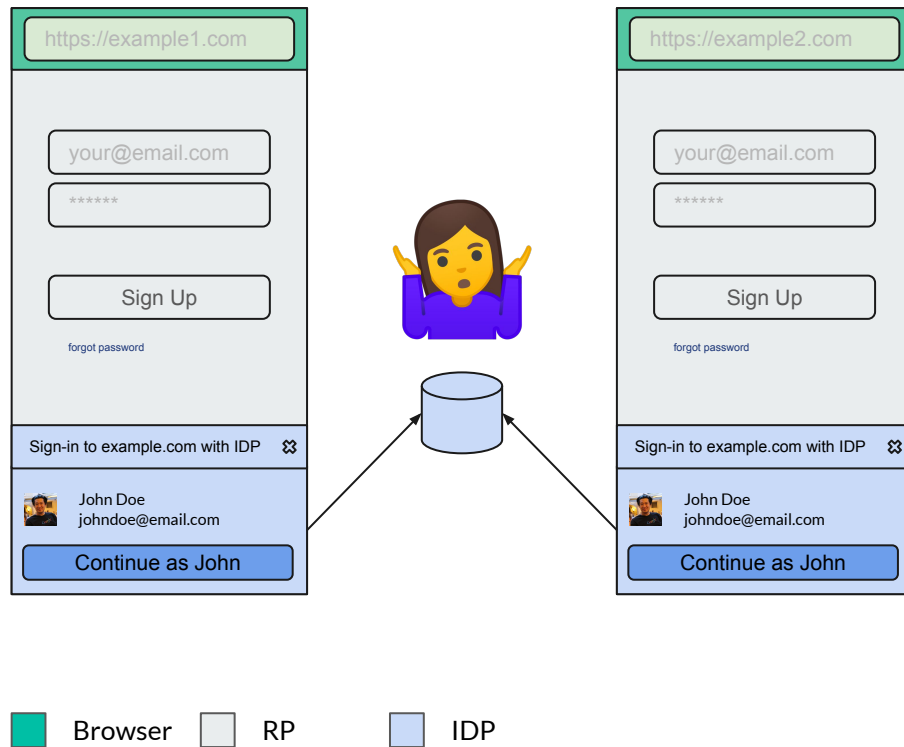 https://example1.com
your@email.com
******
Sign Up
forgot password
Sign-in to example.com with IDP
John Doe
johndoe@email.com
Continue as John
https://example2.com
your@email.com
******
Sign Up
forgot password
Sign-in to example.com with IDP
John Doe
johndoe@email.com
Continue as John
Browser
RP
IDP